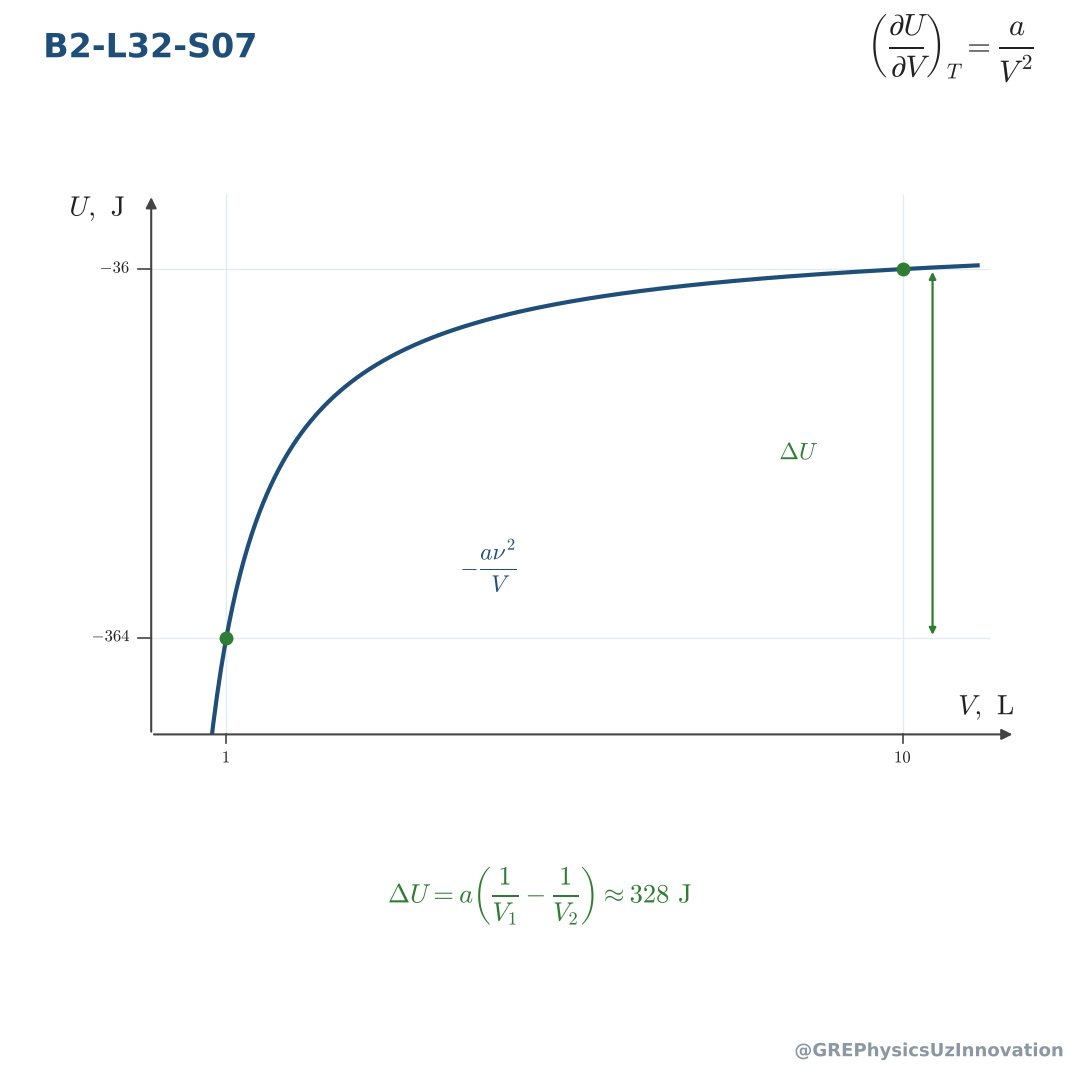 B2-L32-S07
(∂U/∂V)_T = a/V²
U, J
−36
ΔU
−aν²/V
−364
V, L
1 10
ΔU = a(1/V₁ − 1/V₂) ≈ 328 J
@GREPhysicsUzInnovation